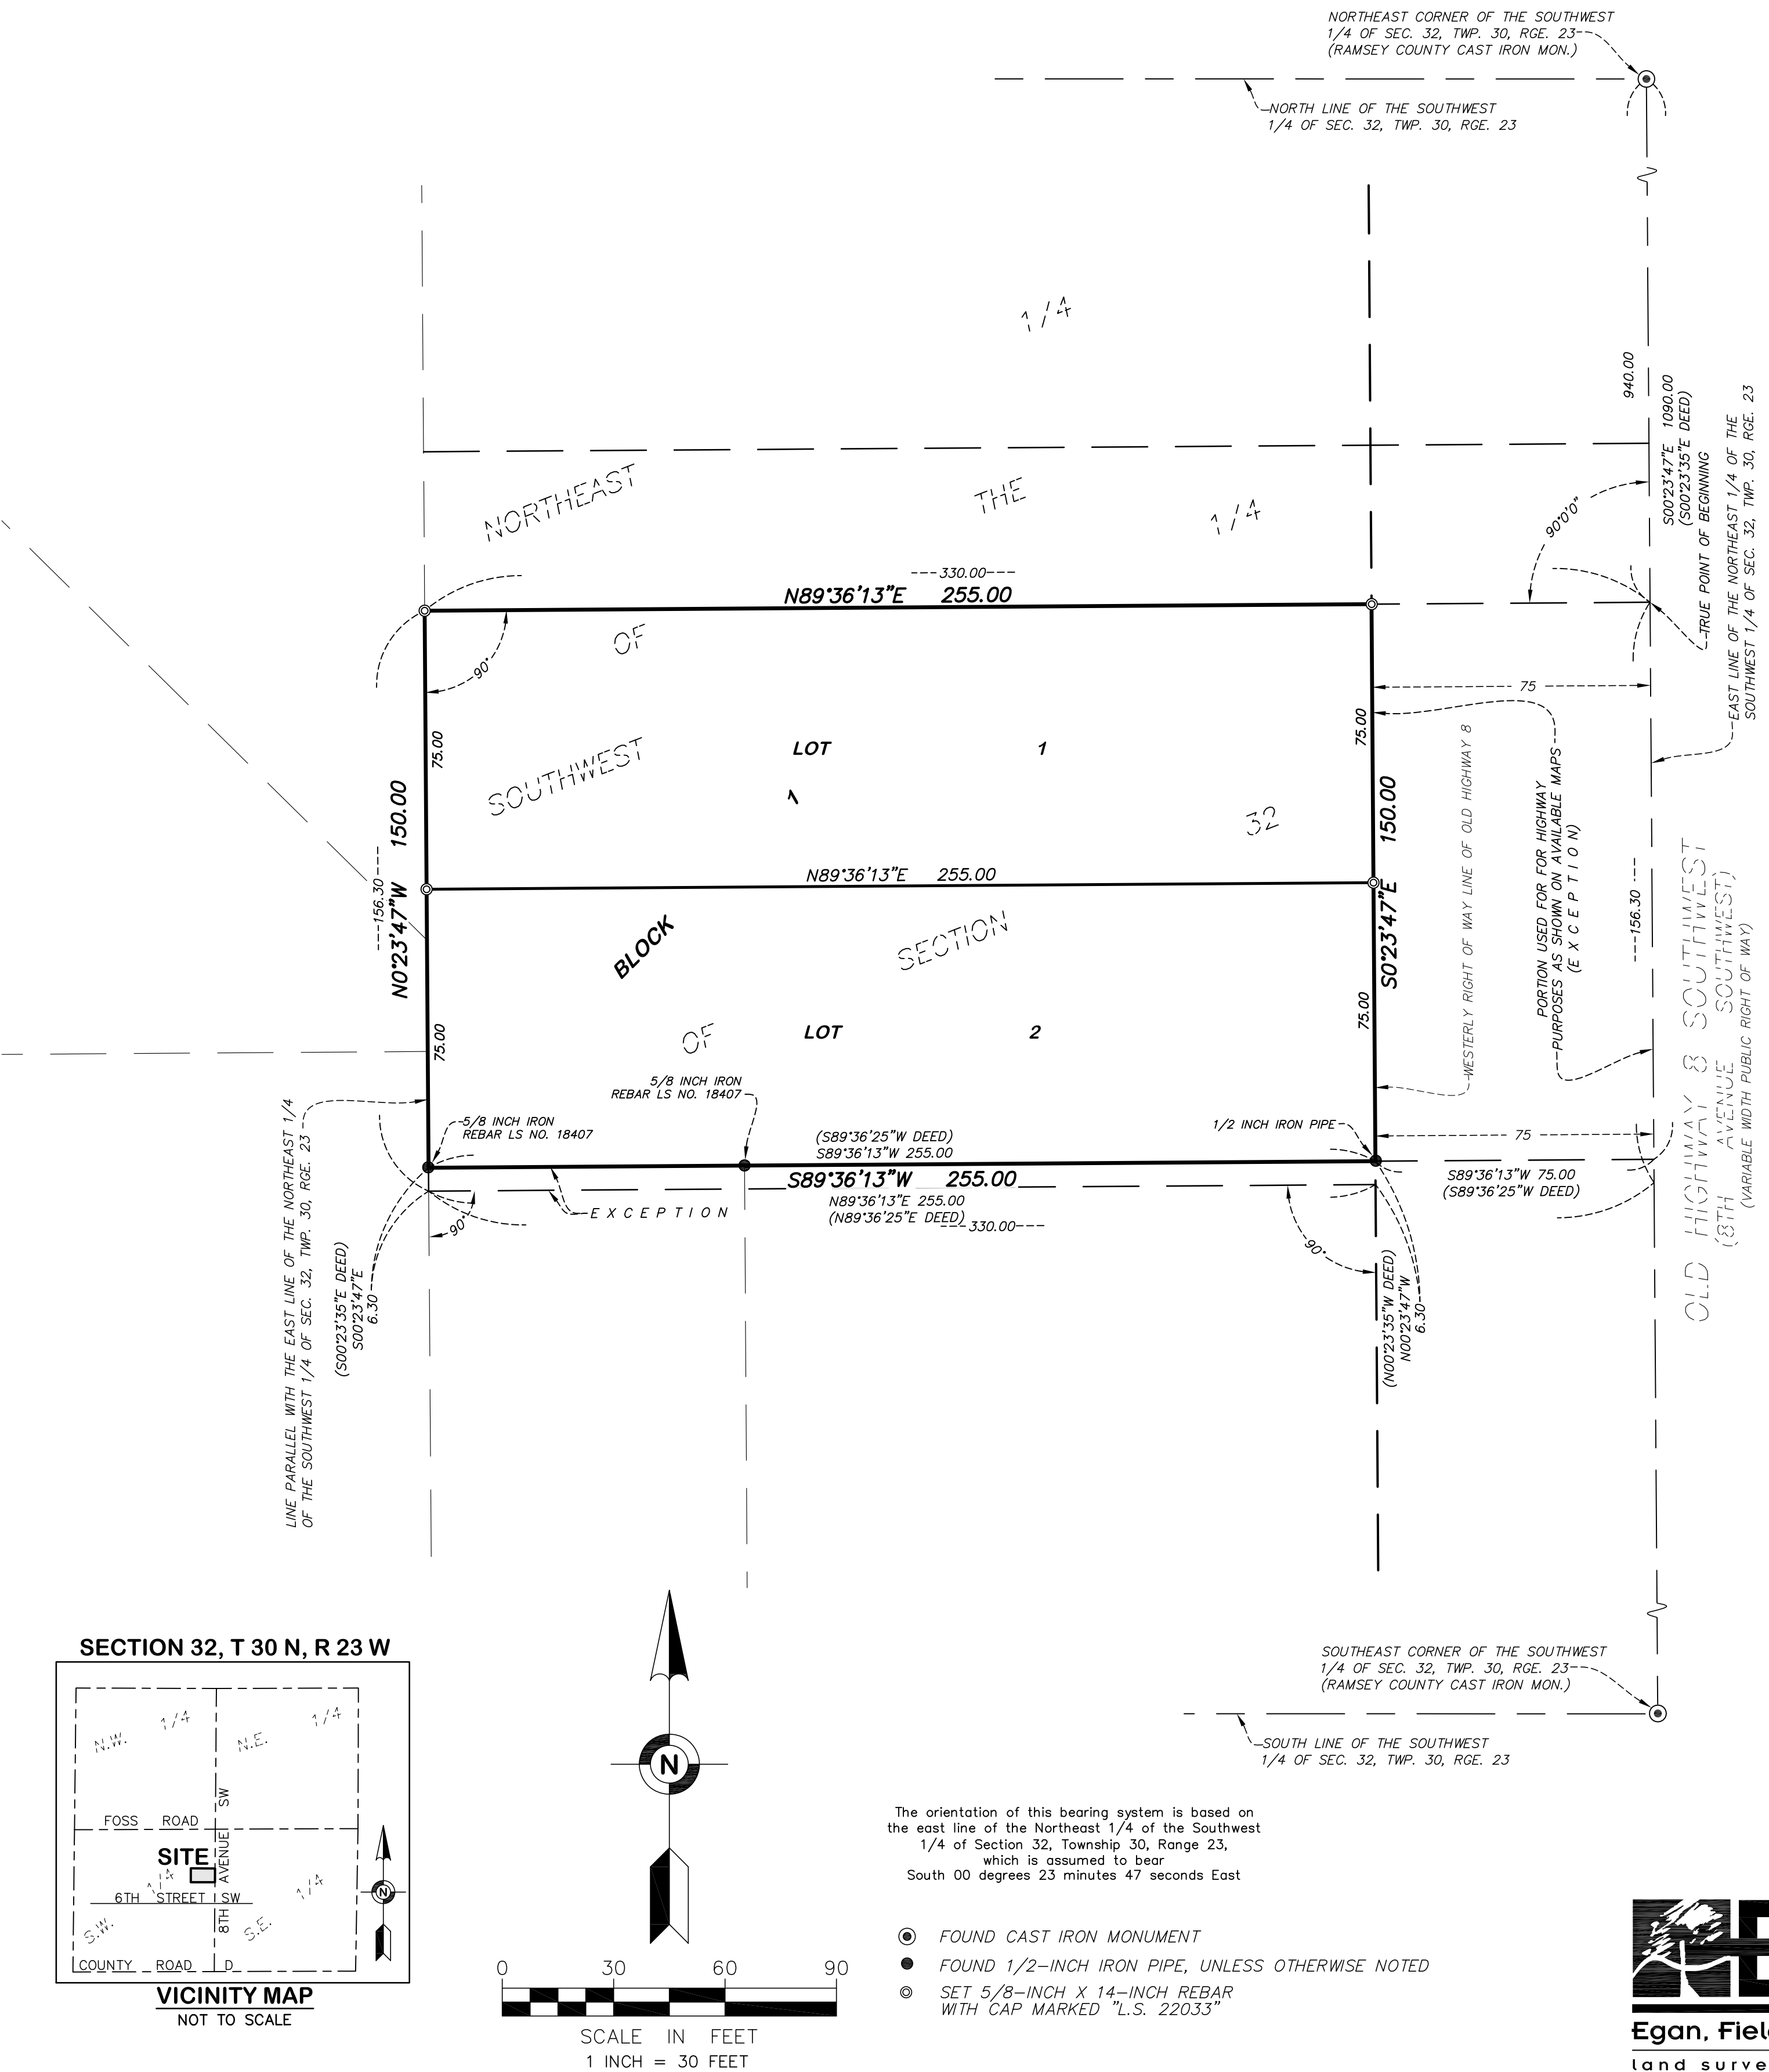 NORTHEAST CORNER OF THE SOUTHWEST
1/4 OF SEC. 32, TWP. 30, RGE. 23
(RAMSEY COUNTY CAST IRON MON.)
NORTH LINE OF THE SOUTHWEST
1/4 OF SEC. 32, TWP. 30, RGE. 23
1/4
940.00
S00°23'47"E 1090.00
(S00°23'35"E DEED)
TRUE POINT OF BEGINNING
EAST LINE OF THE NORTHEAST 1/4 OF THE
SOUTHWEST 1/4 OF SEC. 32, TWP. 30, RGE. 23
NORTHEAST
THE
1/4
90°0'0"
330.00
N89°36'13"E 255.00
90°
OF
75
75.00
75.00
LOT 1
SOUTHWEST
1
32
N0°23'47"W 150.00
156.30
S0°23'47"E 150.00
WESTERLY RIGHT OF WAY LINE OF OLD HIGHWAY 8
PORTION USED FOR FOR HIGHWAY
PURPOSES AS SHOWN ON AVAILABLE MAPS
(E X C E P T I O N)
156.30
OLD HIGHWAY 8 SOUTHWEST
(8TH AVENUE SOUTHWEST)
(VARIABLE WIDTH PUBLIC RIGHT OF WAY)
N89°36'13"E 255.00
BLOCK
SECTION
75.00
75.00
OF
LOT 2
5/8 INCH IRON
REBAR LS NO. 18407
5/8 INCH IRON
REBAR LS NO. 18407
1/2 INCH IRON PIPE
75
(S89°36'25"W DEED)
S89°36'13"W 255.00
S89°36'13"W 255.00
N89°36'13"E 255.00
(N89°36'25"E DEED)
330.00
S89°36'13"W 75.00
(S89°36'25"W DEED)
EXCEPTION
90°
90°
LINE PARALLEL WITH THE EAST LINE OF THE NORTHEAST 1/4
OF THE SOUTHWEST 1/4 OF SEC. 32, TWP. 30, RGE. 23
(S00°23'35"E DEED)
S00°23'47"E
6.30
(N00°23'35"W DEED)
N00°23'47"W
6.30
SOUTHEAST CORNER OF THE SOUTHWEST
1/4 OF SEC. 32, TWP. 30, RGE. 23
(RAMSEY COUNTY CAST IRON MON.)
SOUTH LINE OF THE SOUTHWEST
1/4 OF SEC. 32, TWP. 30, RGE. 23
SECTION 32, T 30 N, R 23 W
N.W. 1/4
N.E. 1/4
FOSS ROAD
8TH AVENUE SW
SITE
1/4
1/4
6TH STREET SW
S.W.
S.E.
COUNTY ROAD D
N
VICINITY MAP
NOT TO SCALE
N
0 30 60 90
SCALE IN FEET
1 INCH = 30 FEET
The orientation of this bearing system is based on
the east line of the Northeast 1/4 of the Southwest
1/4 of Section 32, Township 30, Range 23,
which is assumed to bear
South 00 degrees 23 minutes 47 seconds East
FOUND CAST IRON MONUMENT
FOUND 1/2-INCH IRON PIPE, UNLESS OTHERWISE NOTED
SET 5/8-INCH X 14-INCH REBAR
WITH CAP MARKED "L.S. 22033"
Egan, Fiel
land surve